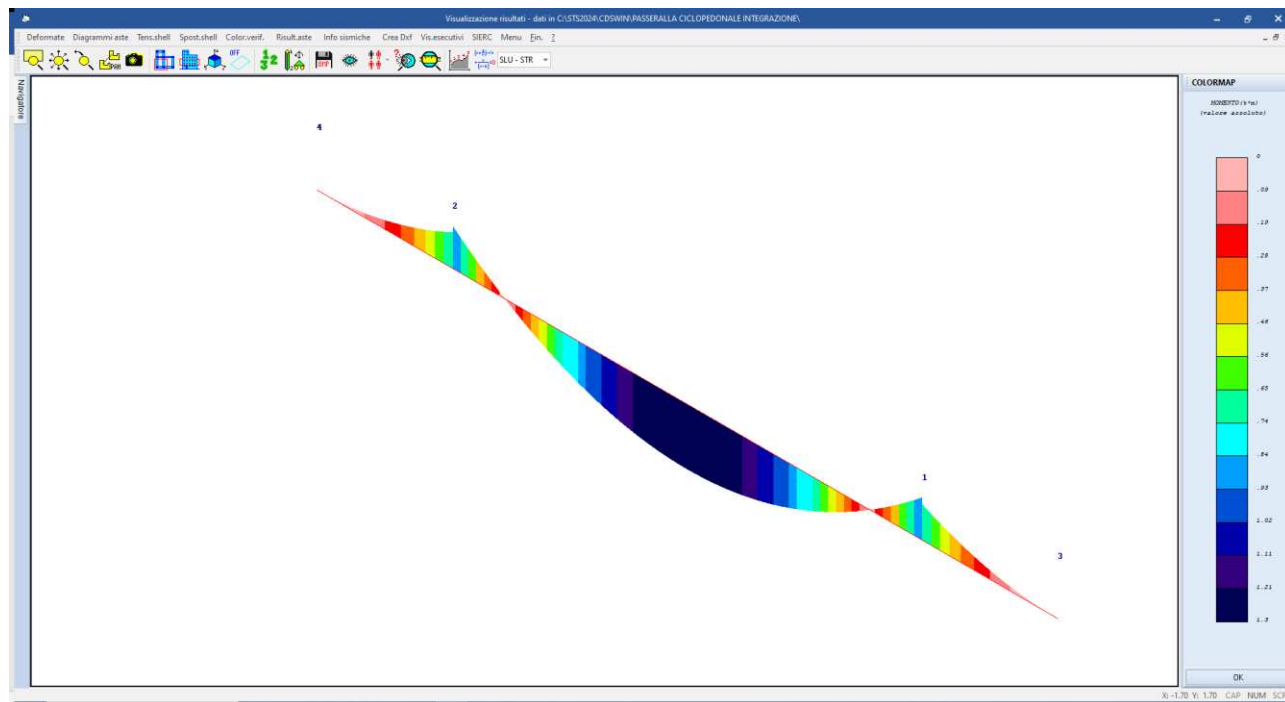 Visualizzazione risultati - dati in C:\STS2024\CDSWIN\PASSERALLA CICLOPEDONALE INTEGRAZIONE\
Deformate Diagrammi aste Tens.shell Spost.shell Color.verif. Risult.aste Info sismiche Crea Dxf Vis.esecutivi SIERC Menu Fin. ?
OFF
PAN
SLU - STR
Navigatore
COLORMAP
MOMENTO (t*m)
(valore assoluto)
4
2
1
3
0
.09
.19
.28
.37
.46
.56
.65
.74
.84
.93
1.02
1.11
1.21
1.3
OK
X: -1.70 Y: 1.70 CAP NUM SCR